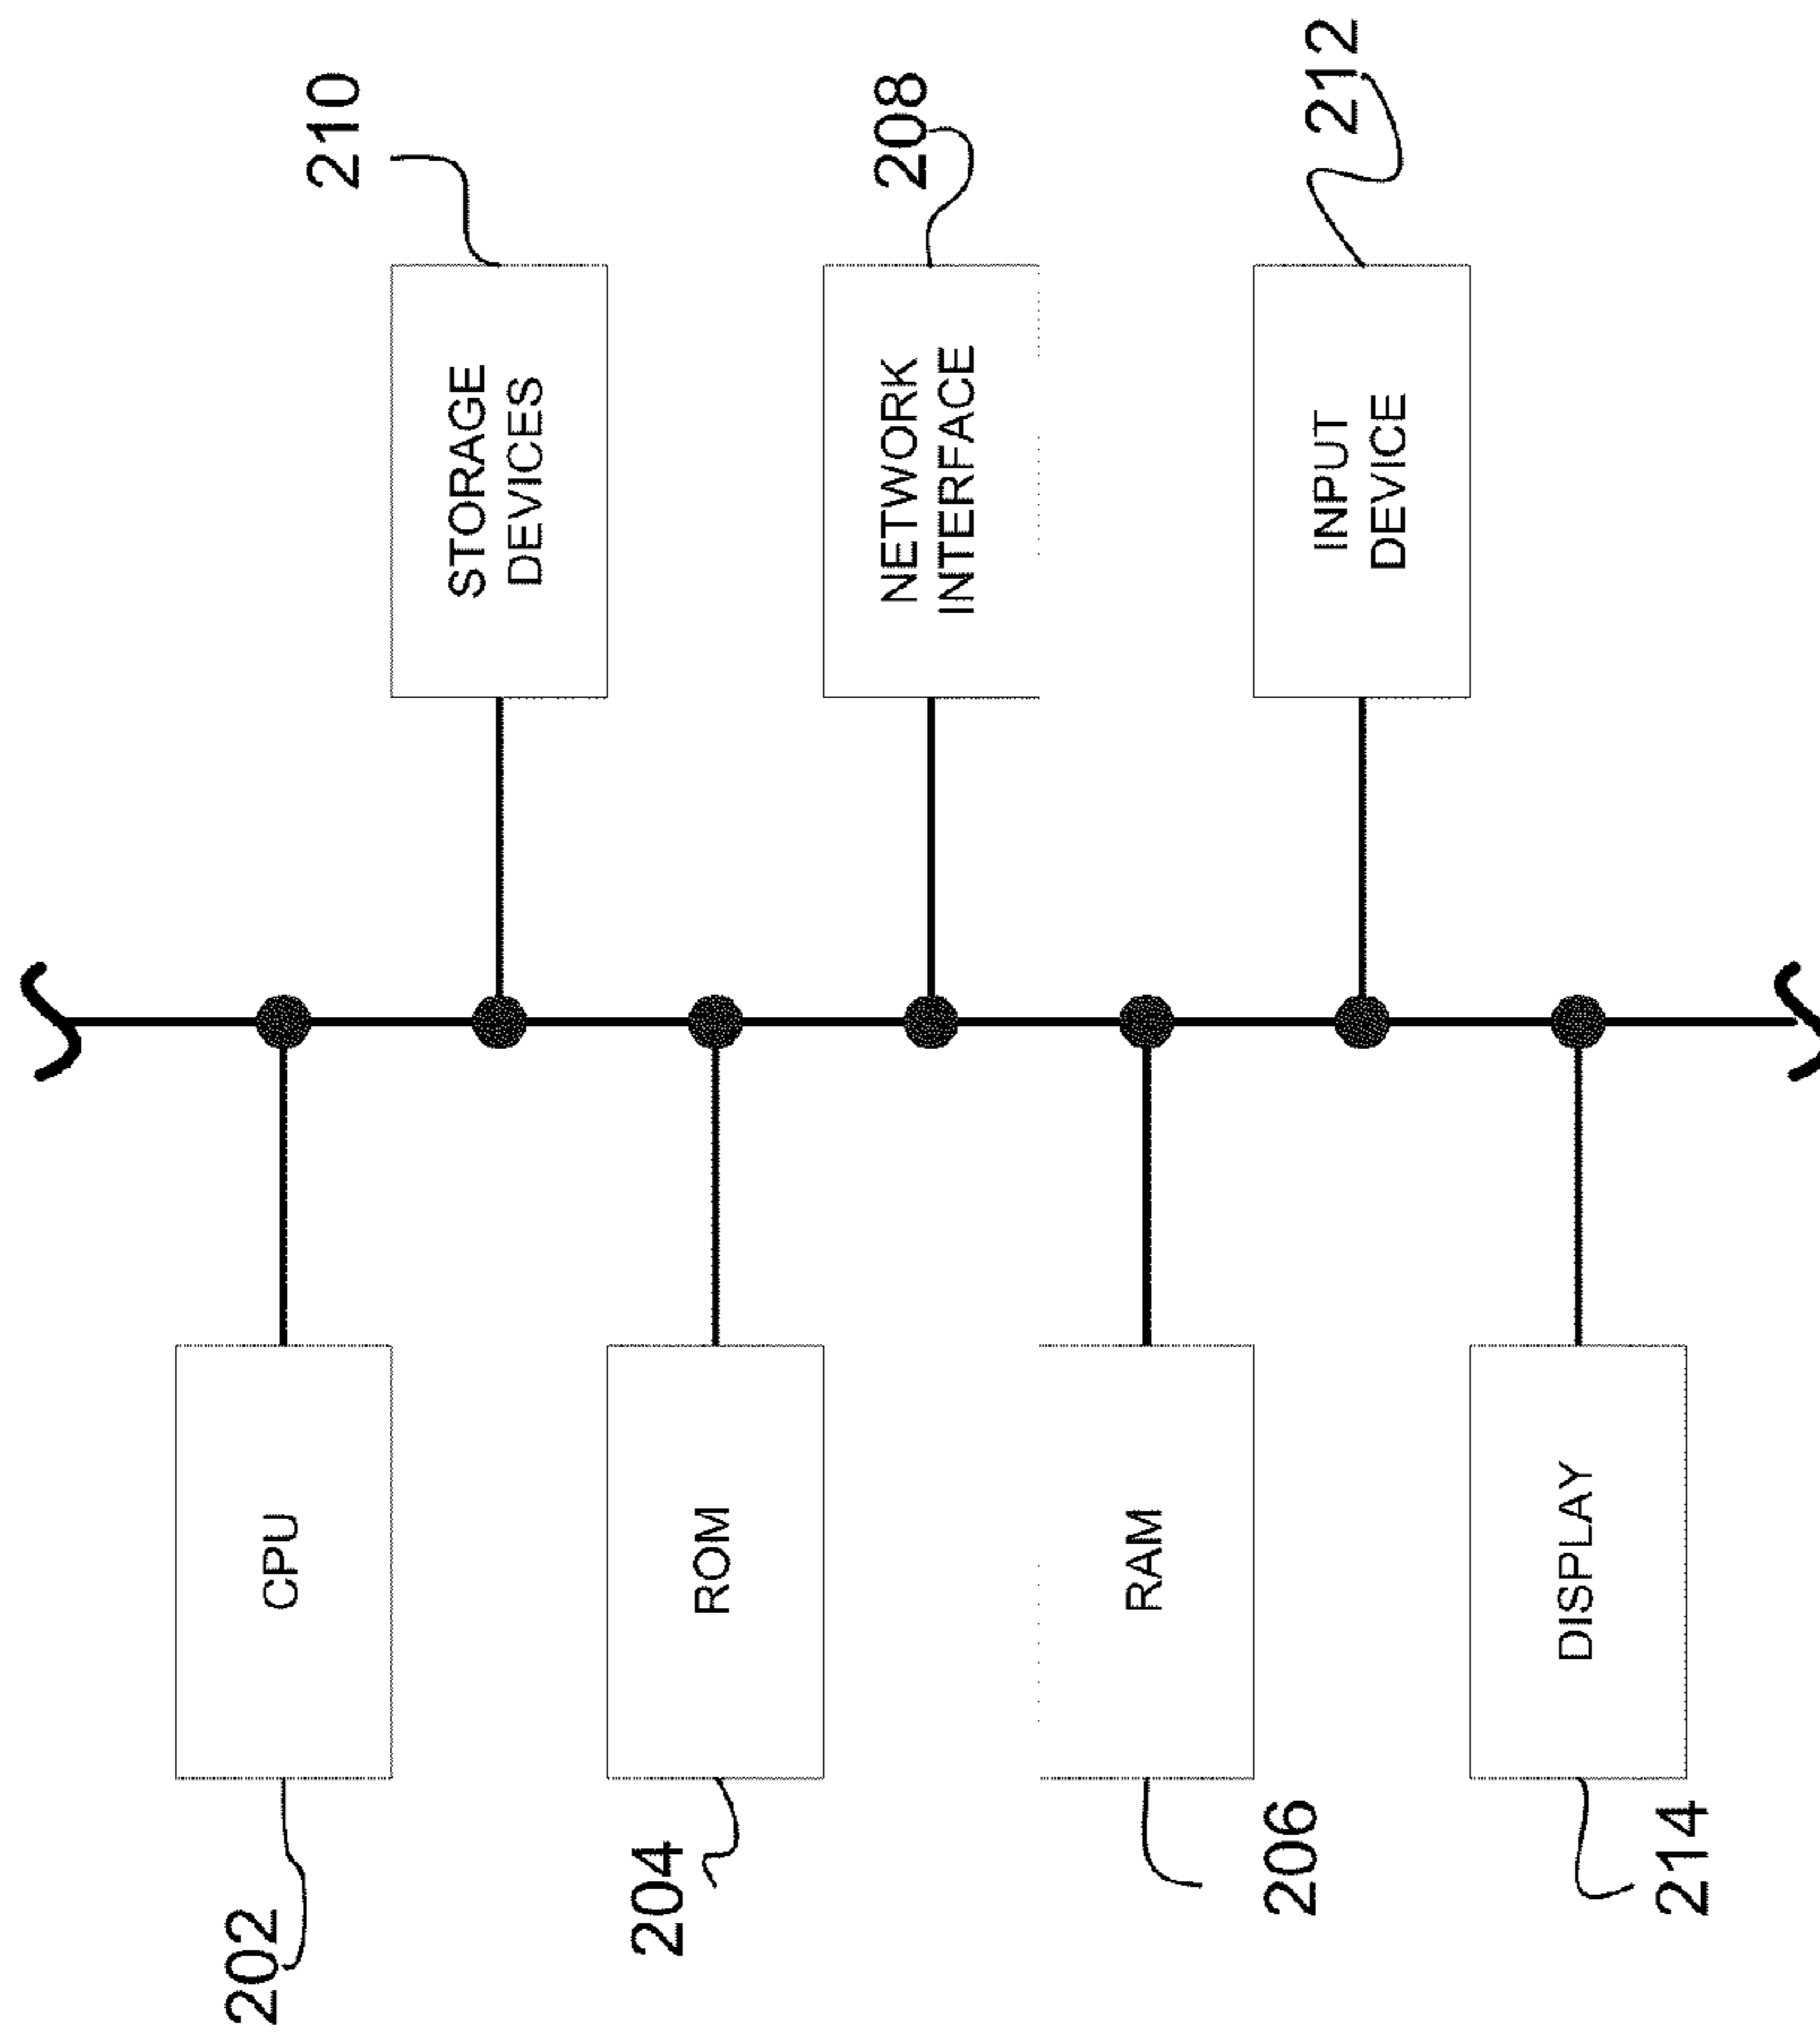 210
208
212
STORAGE
DEVICES
NETWORK
INTERFACE
INPUT
DEVICE
CPU
ROM
RAM
DISPLAY
202
204
206
214